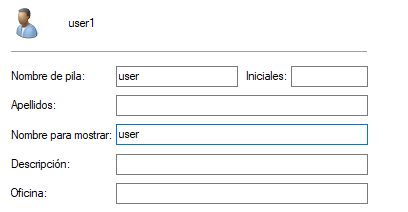 user1
Nombre de pila: user Iniciales:
Apellidos:
Nombre para mostrar: user
Descripción:
Oficina: